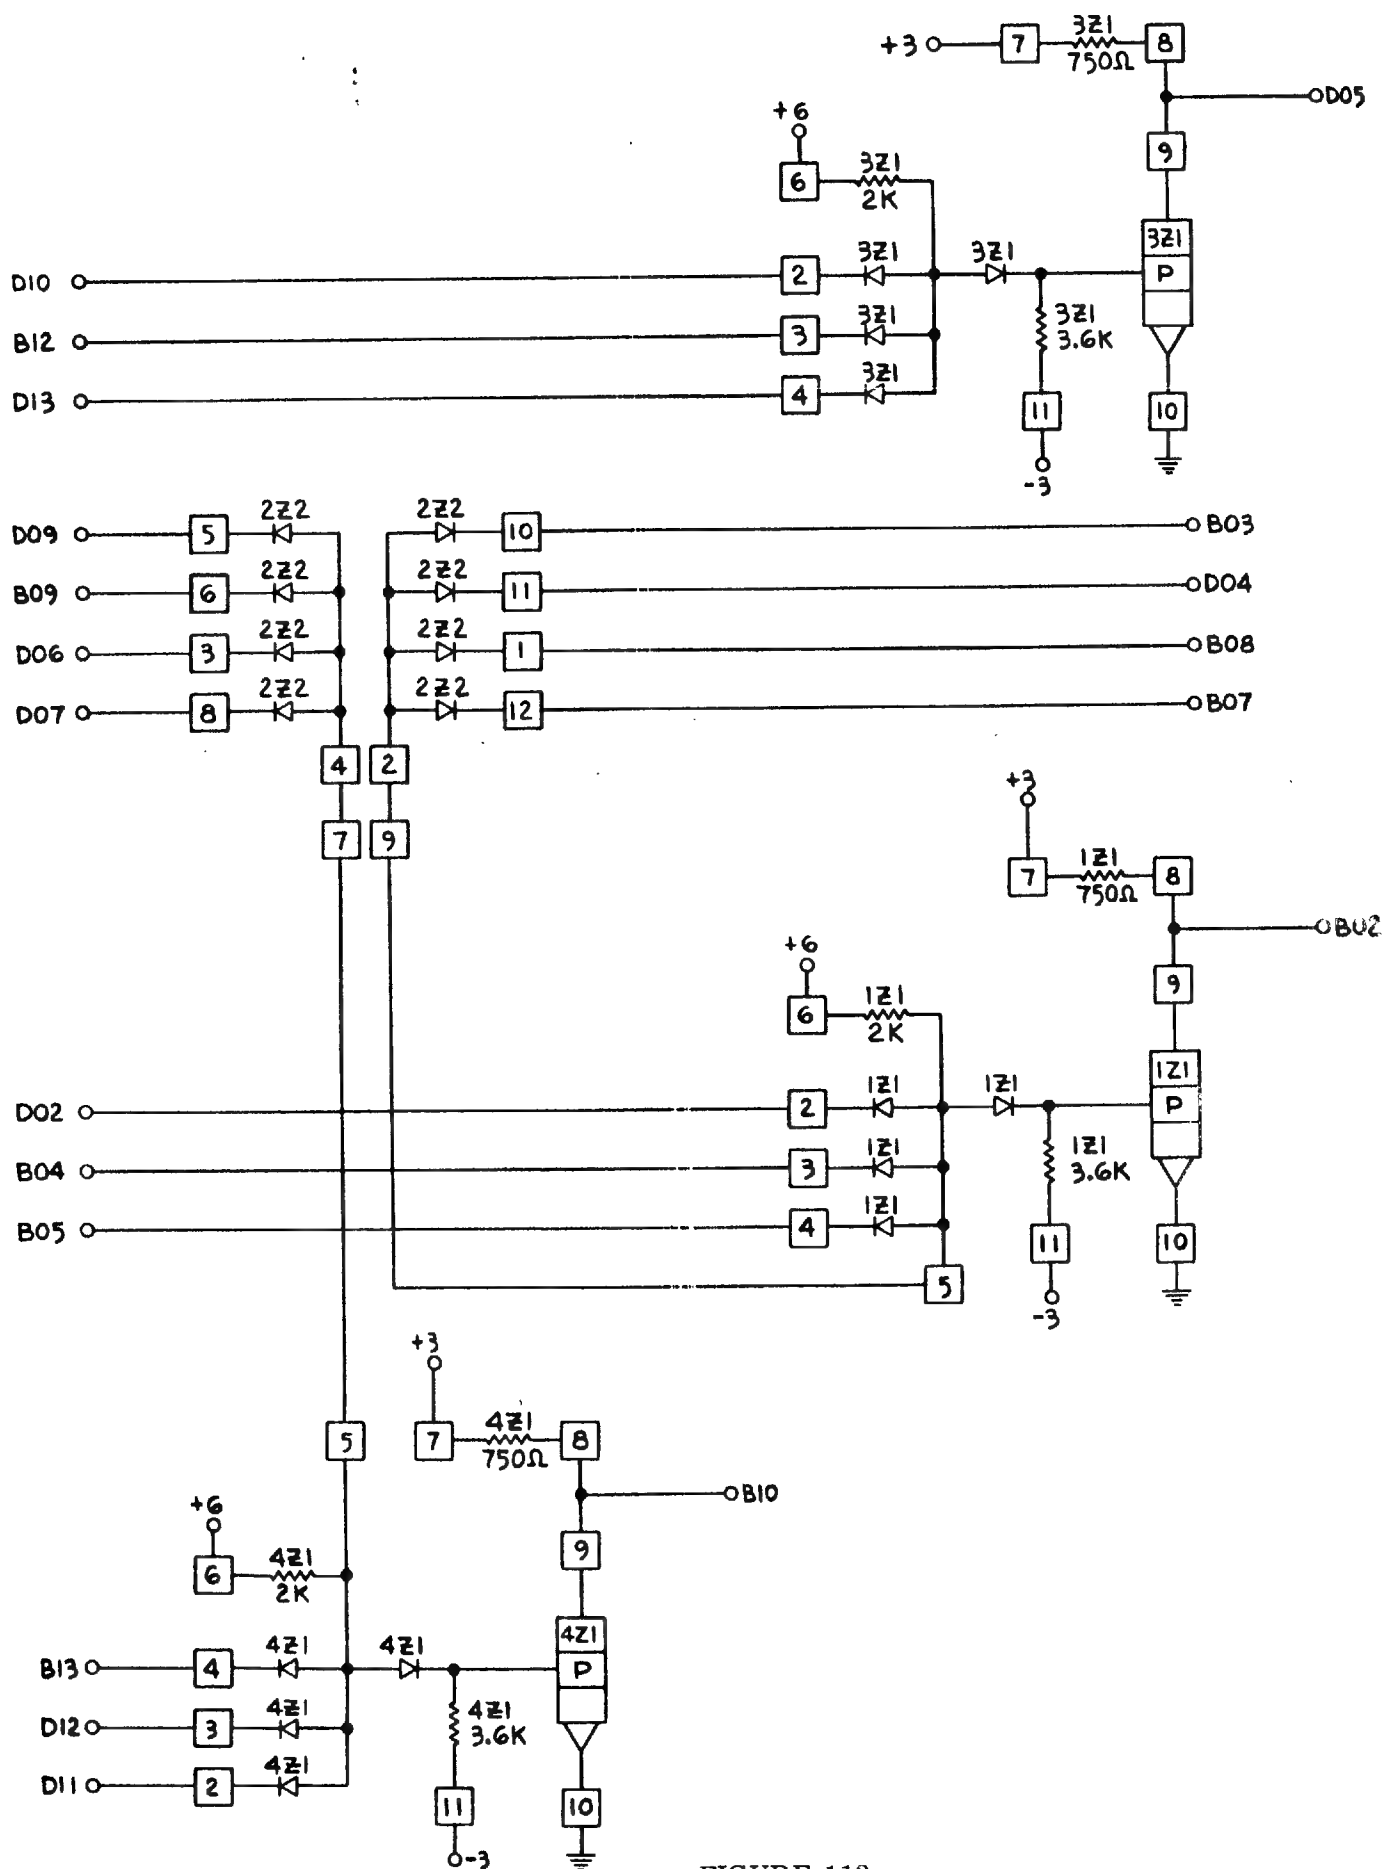 +3 7 3Z1 8
750Ω
D05
+6
9
6 3Z1
2K
3Z1
D10 2 3Z1 3Z1 P
B12 3 3Z1 3Z1
3.6K
D13 4 3Z1 11 10
-3
D09 5 2Z2 2Z2 10 B03
B09 6 2Z2 2Z2 11 D04
D06 3 2Z2 2Z2 1 B08
D07 8 2Z2 2Z2 12 B07
4 2
7 9
+3
7 1Z1 8
750Ω
B02
+6
9
6 1Z1
2K
1Z1
D02 2 1Z1 1Z1 P
B04 3 1Z1 1Z1
3.6K
B05 4 1Z1 11 10
5
-3
+3
5 7 4Z1 8
750Ω
B10
+6
9
6 4Z1
2K
4Z1
B13 4 4Z1 4Z1 P
D12 3 4Z1 4Z1
3.6K
D11 2 4Z1 11 10
-3